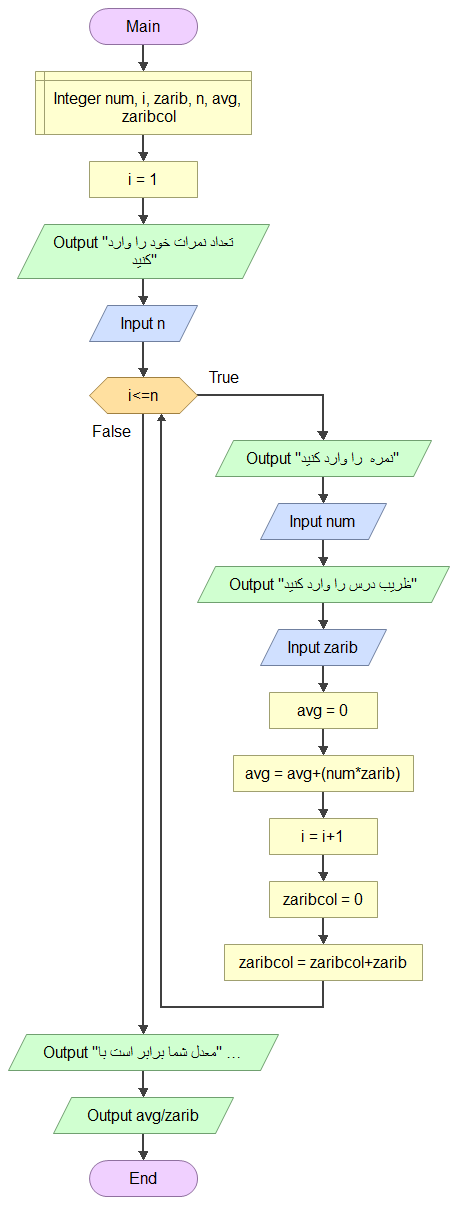 Main
Integer num, i, zarib, n, avg,
zaribcol
i = 1
Output "تعداد نمرات خود را وارد
کنید"
Input n
i<=n
True
False
Output "نمره را وارد کنید"
Input num
Output "ظریب درس را وارد کنید"
Input zarib
avg = 0
avg = avg+(num*zarib)
i = i+1
zaribcol = 0
zaribcol = zaribcol+zarib
Output "معدل شما برابر است با" ...
Output avg/zarib
End